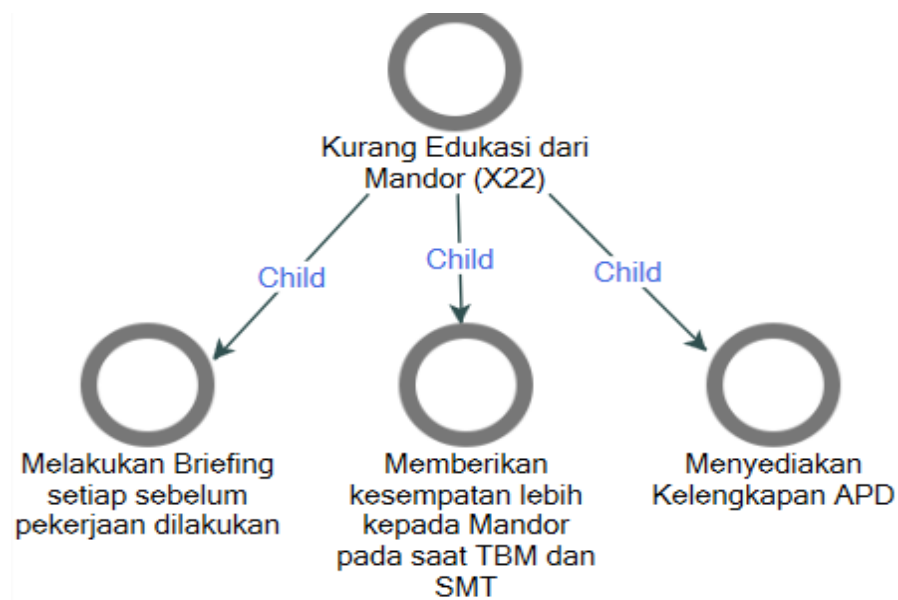 Kurang Edukasi dari
Mandor (X22)
Child
Child
Child
Melakukan Briefing
setiap sebelum
pekerjaan dilakukan
Memberikan
kesempatan lebih
kepada Mandor
pada saat TBM dan
SMT
Menyediakan
Kelengkapan APD